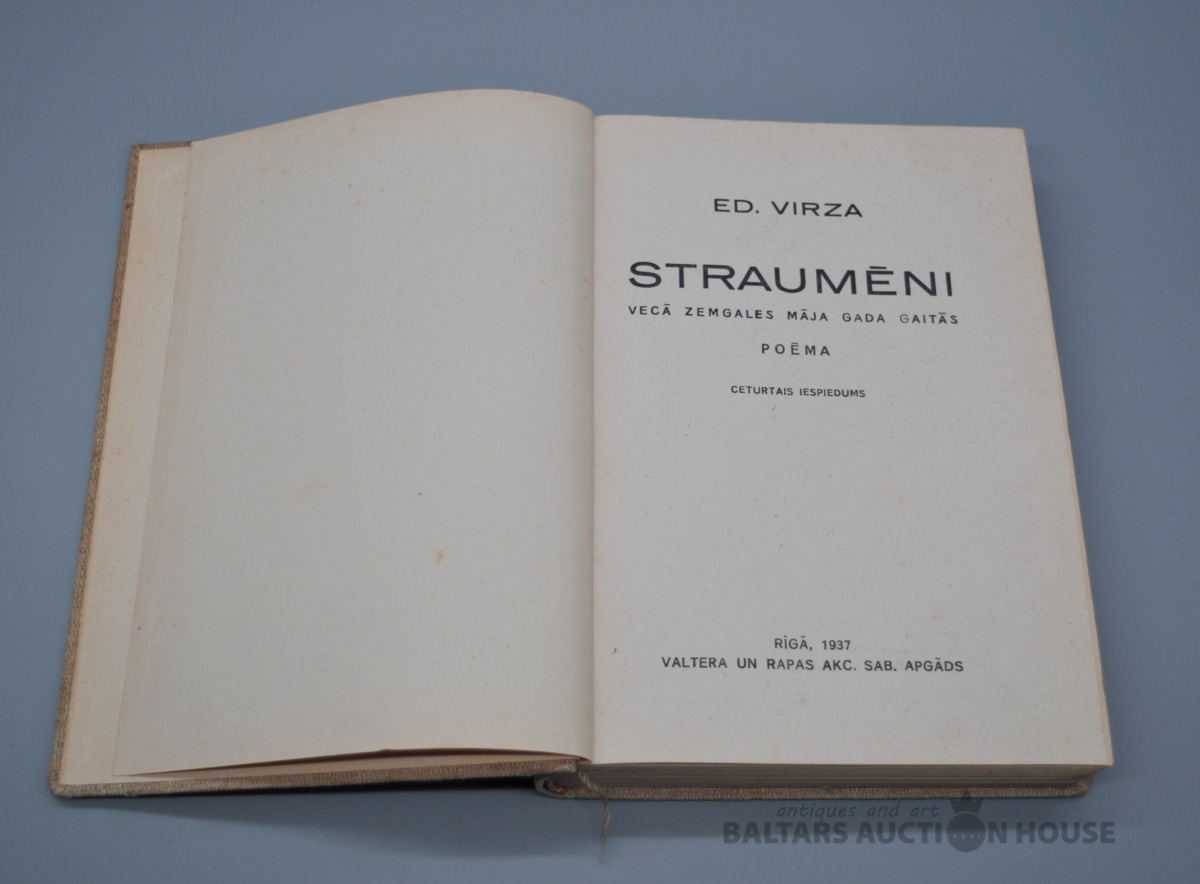 ED. VIRZA
STRAUMĒNI
VECĀ ZEMGALES MĀJA GADA GAITĀS
POĒMA
CETURTAIS IESPIEDUMS
RĪGĀ, 1937
VALTERA UN RAPAS AKC. SAB. APGĀDS
antiques and art
BALTARS AUCTION HOUSE